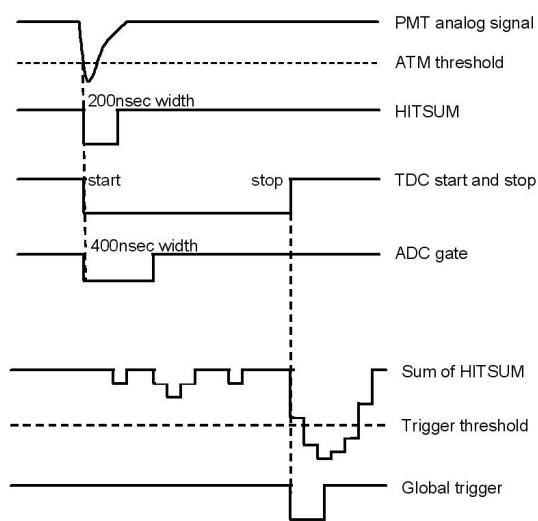 PMT analog signal
ATM threshold
200nsec width
HITSUM
start
stop
TDC start and stop
400nsec width
ADC gate
Sum of HITSUM
Trigger threshold
Global trigger